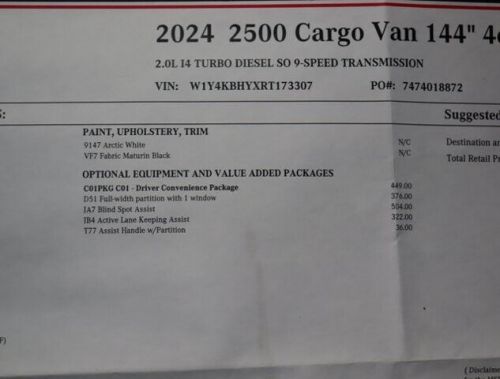 2024 2500 Cargo Van 144"
2.0L I4 TURBO DIESEL SO 9-SPEED TRANSMISSION
VIN: W1Y4KBHYXRT173307 PO#: 7474018872
S: Suggested
PAINT, UPHOLSTERY, TRIM
9147 Arctic White N/C Destination
VF7 Fabric Maturin Black N/C Total Retail
OPTIONAL EQUIPMENT AND VALUE ADDED PACKAGES
C01PKG C01 - Driver Convenience Package 449.00
D51 Full-width partition with 1 window 376.00
JA7 Blind Spot Assist 504.00
JB4 Active Lane Keeping Assist 322.00
T77 Assist Handle w/Partition 36.00
F)
(Disclaim